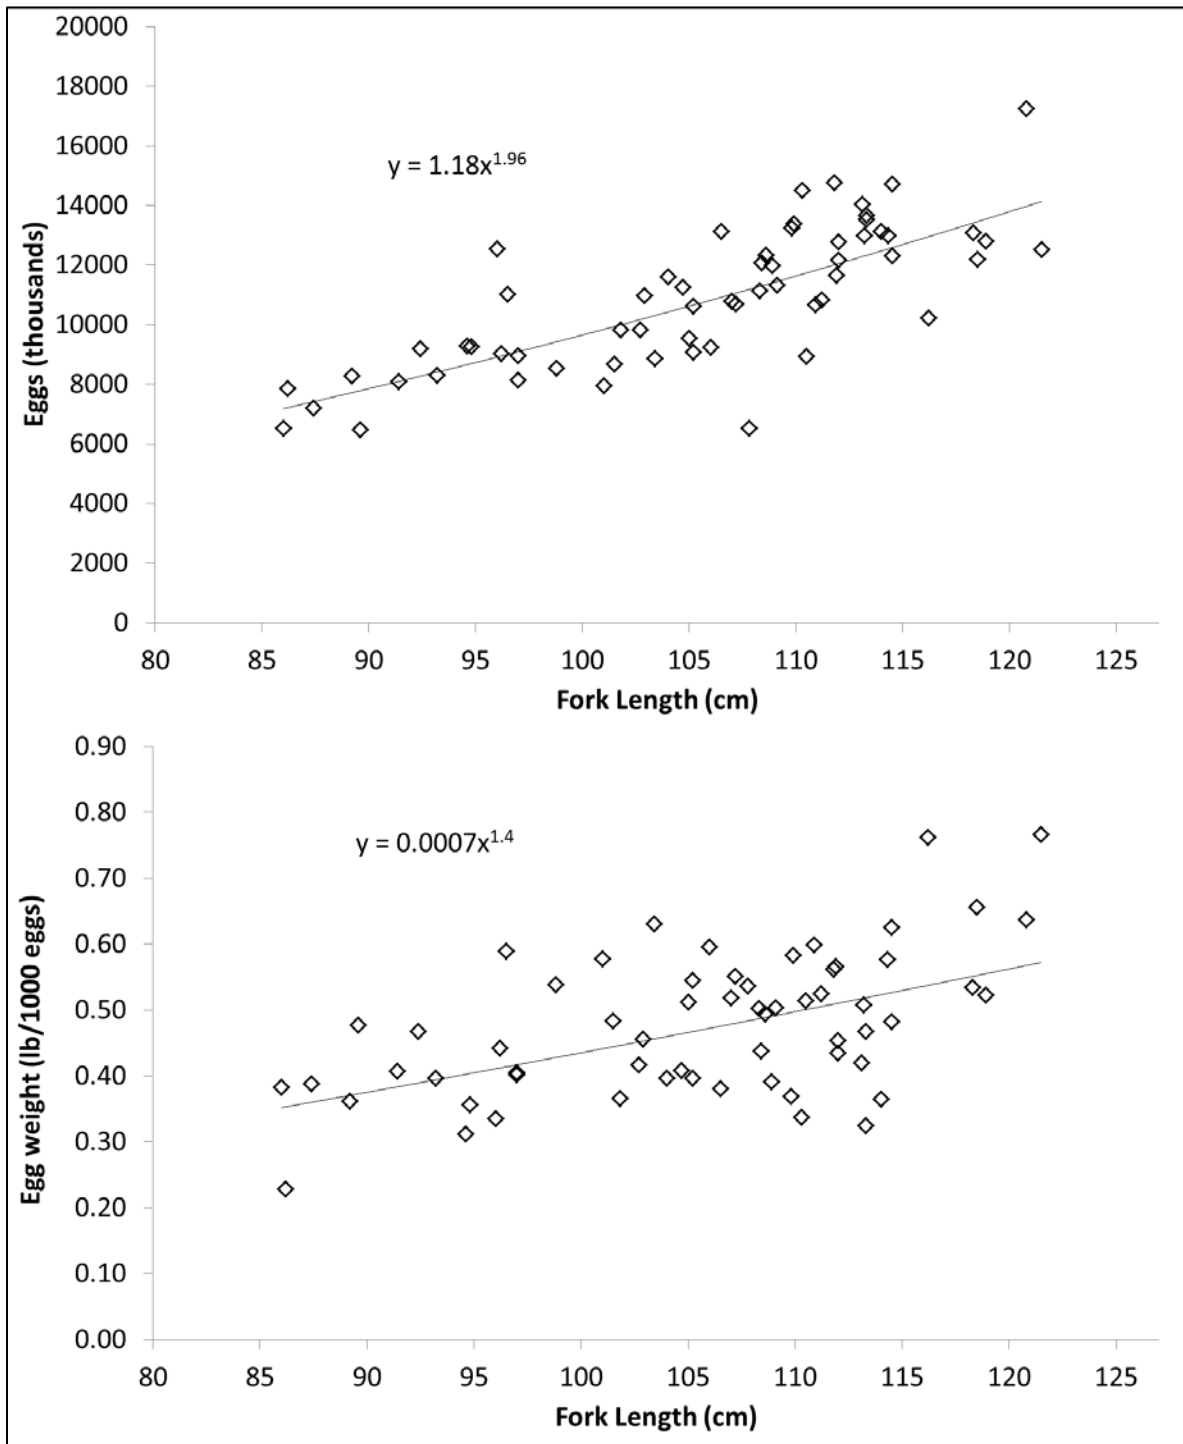 20000
18000
16000
14000
12000
10000
8000
6000
4000
2000
0
Eggs (thousands)
y = 1.18x^1.96
80 85 90 95 100 105 110 115 120 125
Fork Length (cm)
0.90
0.80
0.70
0.60
0.50
0.40
0.30
0.20
0.10
0.00
Egg weight (lb/1000 eggs)
y = 0.0007x^1.4
80 85 90 95 100 105 110 115 120 125
Fork Length (cm)